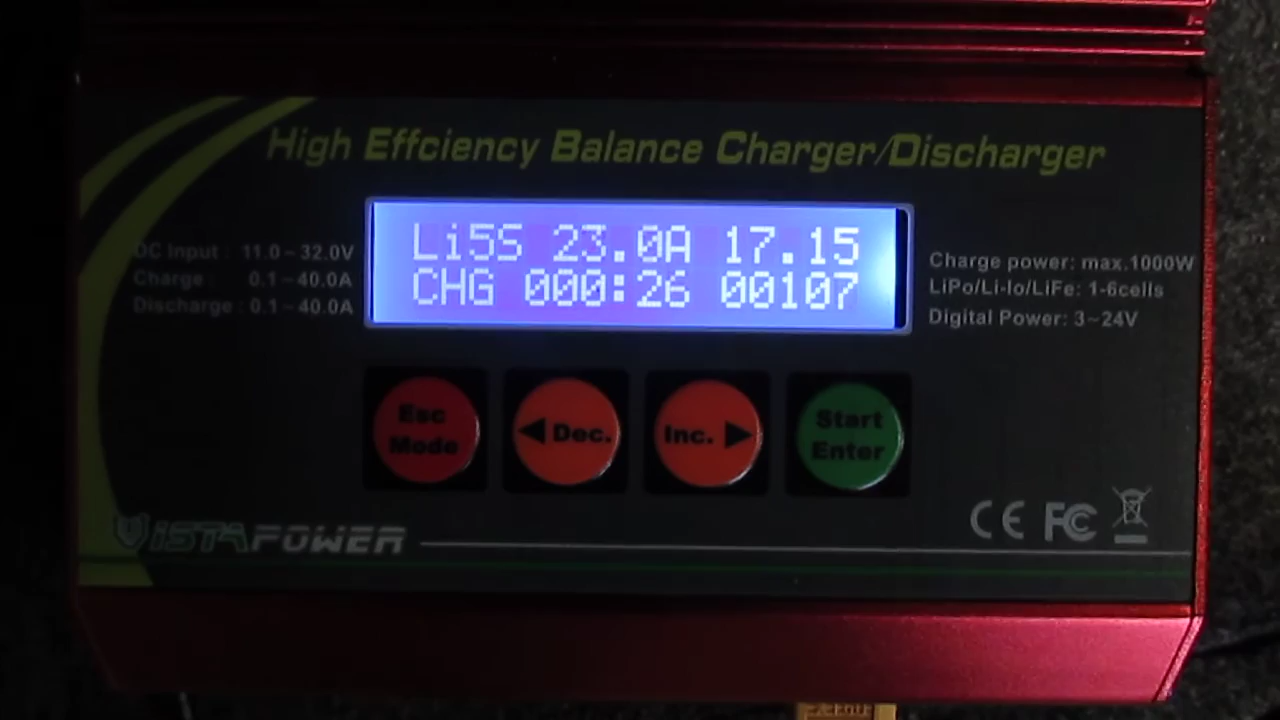 High Effciency Balance Charger/Discharger
DC Input : 11.0~32.0V
Charge : 0.1~40.0A
Discharge : 0.1~40.0A
Li5S 23.0A 17.15
CHG 000:26 00107
Charge power: max.1000W
LiPo/Li-Io/LiFe: 1-6cells
Digital Power: 3~24V
Esc
Mode
◀ Dec.
Inc. ▶
Start
Enter
VISTAPOWER
CE FC